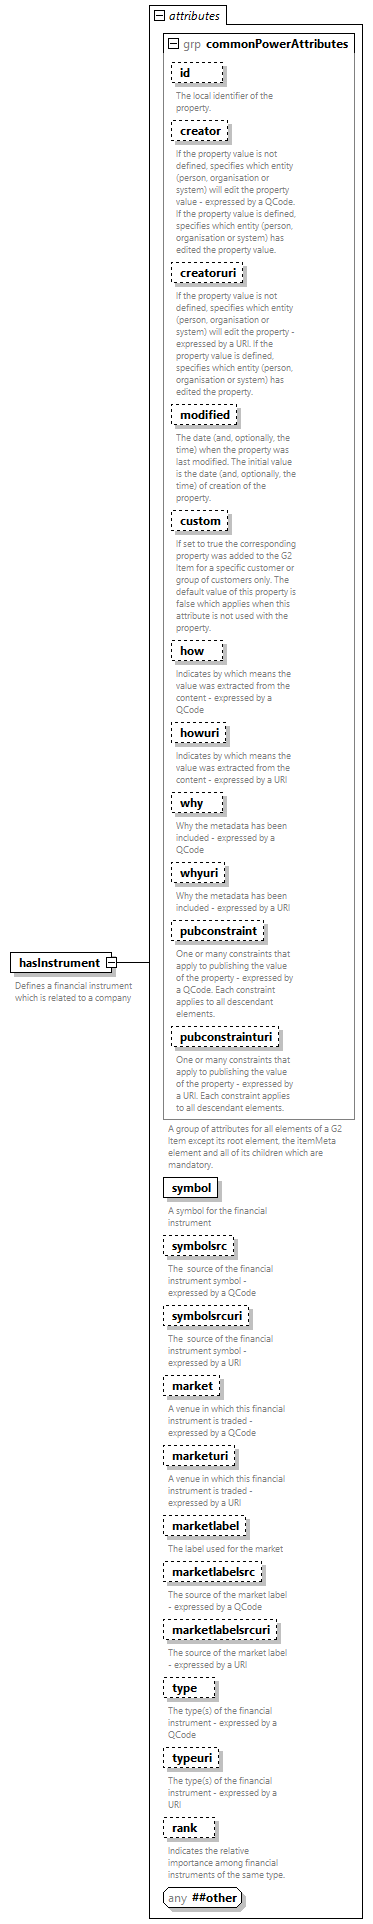 attributes
grp commonPowerAttributes
id
The local identifier of the
property.
creator
If the property value is not
defined, specifies which entity
(person, organisation or
system) will edit the property
value - expressed by a QCode.
If the property value is defined,
specifies which entity (person,
organisation or system) has
edited the property value.
creatoruri
If the property value is not
defined, specifies which entity
(person, organisation or
system) will edit the property -
expressed by a URI. If the
property value is defined,
specifies which entity (person,
organisation or system) has
edited the property.
modified
The date (and, optionally, the
time) when the property was
last modified. The initial value
is the date (and, optionally, the
time) of creation of the
property.
custom
If set to true the corresponding
property was added to the G2
Item for a specific customer or
group of customers only. The
default value of this property is
false which applies when this
attribute is not used with the
property.
how
Indicates by which means the
value was extracted from the
content - expressed by a
QCode
howuri
Indicates by which means the
value was extracted from the
content - expressed by a URI
why
Why the metadata has been
included - expressed by a
QCode
whyuri
Why the metadata has been
included - expressed by a URI
pubconstraint
One or many constraints that
apply to publishing the value
of the property - expressed by
a QCode. Each constraint
applies to all descendant
elements.
pubconstrainturi
One or many constraints that
apply to publishing the value
of the property - expressed by
a URI. Each constraint applies
to all descendant elements.
A group of attributes for all elements of a G2
Item except its root element, the itemMeta
element and all of its children which are
mandatory.
hasInstrument
Defines a financial instrument
which is related to a company
symbol
A symbol for the financial
instrument
symbolsrc
The  source of the financial
instrument symbol -
expressed by a QCode
symbolsrcuri
The  source of the financial
instrument symbol -
expressed by a URI
market
A venue in which this financial
instrument is traded -
expressed by a QCode
marketuri
A venue in which this financial
instrument is traded -
expressed by a URI
marketlabel
The label used for the market
marketlabelsrc
The source of the market label
- expressed by a QCode
marketlabelsrcuri
The source of the market label
- expressed by a URI
type
The type(s) of the financial
instrument - expressed by a
QCode
typeuri
The type(s) of the financial
instrument - expressed by a
URI
rank
Indicates the relative
importance among financial
instruments of the same type.
any ##other